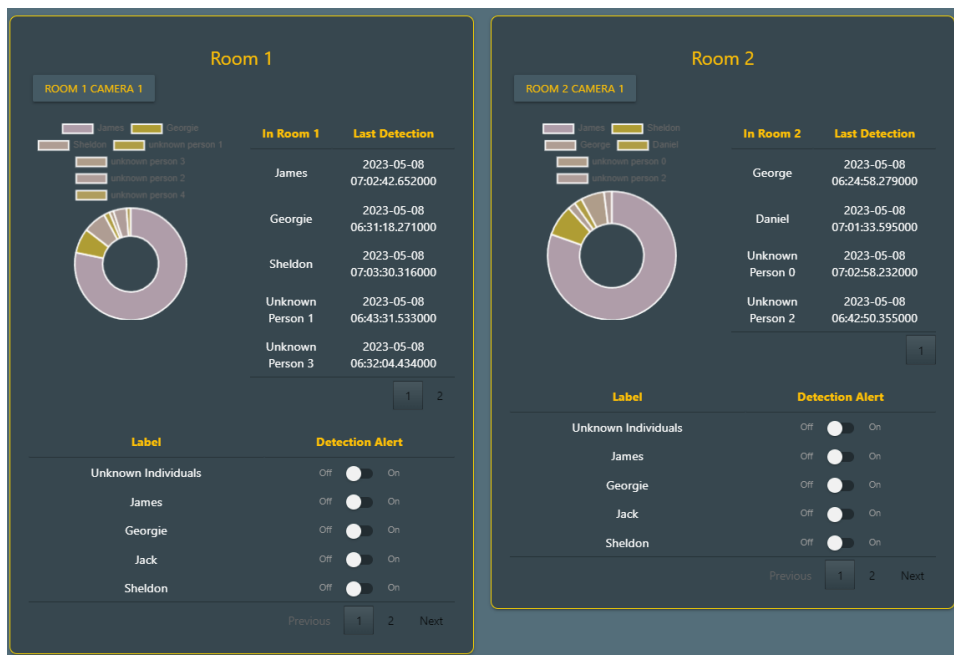 Room 1
ROOM 1 CAMERA 1
James Georgie
Sheldon unknown person 1
unknown person 3
unknown person 2
unknown person 4
In Room 1 Last Detection
James 2023-05-08 07:02:42.652000
Georgie 2023-05-08 06:31:18.271000
Sheldon 2023-05-08 07:03:30.316000
Unknown Person 1 2023-05-08 06:43:31.533000
Unknown Person 3 2023-05-08 06:32:04.434000
1 2
Label Detection Alert
Unknown Individuals Off On
James Off On
Georgie Off On
Jack Off On
Sheldon Off On
Previous 1 2 Next
Room 2
ROOM 2 CAMERA 1
James Sheldon
George Daniel
unknown person 0
unknown person 2
In Room 2 Last Detection
George 2023-05-08 06:24:58.279000
Daniel 2023-05-08 07:01:33.595000
Unknown Person 0 2023-05-08 07:02:58.232000
Unknown Person 2 2023-05-08 06:42:50.355000
1
Label Detection Alert
Unknown Individuals Off On
James Off On
Georgie Off On
Jack Off On
Sheldon Off On
Previous 1 2 Next